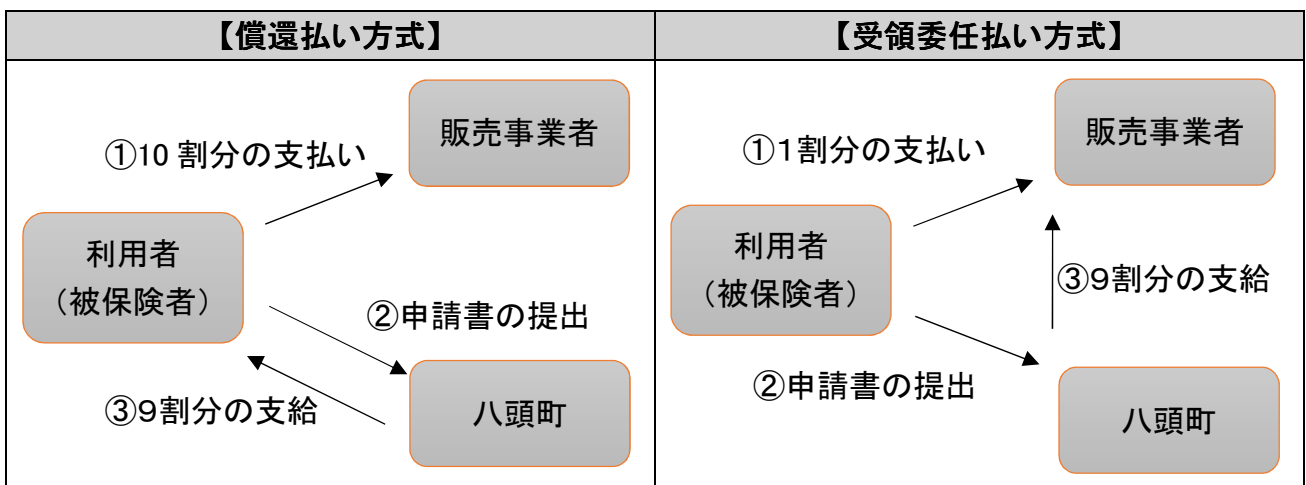 【償還払い方式】
販売事業者
①10 割分の支払い
利用者
（被保険者）
②申請書の提出
③9割分の支給
八頭町
【受領委任払い方式】
販売事業者
①１割分の支払い
利用者
（被保険者）
③9割分の支給
②申請書の提出
八頭町